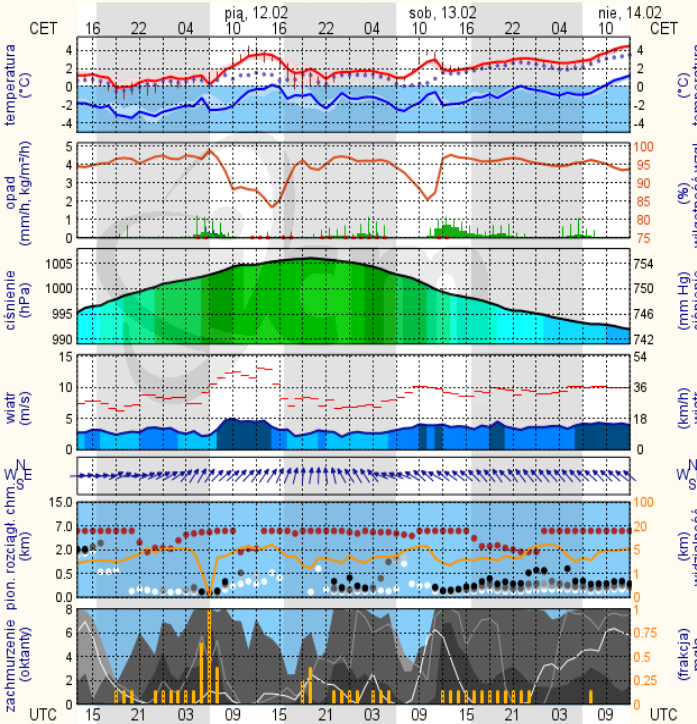 pią, 12.02 sob, 13.02 nie, 14.02
CET 16 22 04 10 16 22 04 10 16 22 04 10 CET
temperatura (°C)
4
2
0
-2
-4
4
2
0
-2
-4
(°C)
opad (mm/h, kg/m²/h)
5
4
3
2
1
0
100
95
90
85
80
75
(%)
ciśnienie (hPa)
1005
1000
995
990
754
750
746
742
(mm Hg)
wiatr (m/s)
15
10
5
0
54
36
18
0
(km/h)
N
W E
S
N
W
S
pion. rozciągł. chm. (km)
15.0
7.0
2.0
0.5
0.0
100
20
5
1
0
(km)
zachmurzenie (oktanty)
8
6
4
2
0
1
0.75
0.5
0.25
0
(frakcja)
UTC 15 21 03 09 15 21 03 09 15 21 03 09 UTC